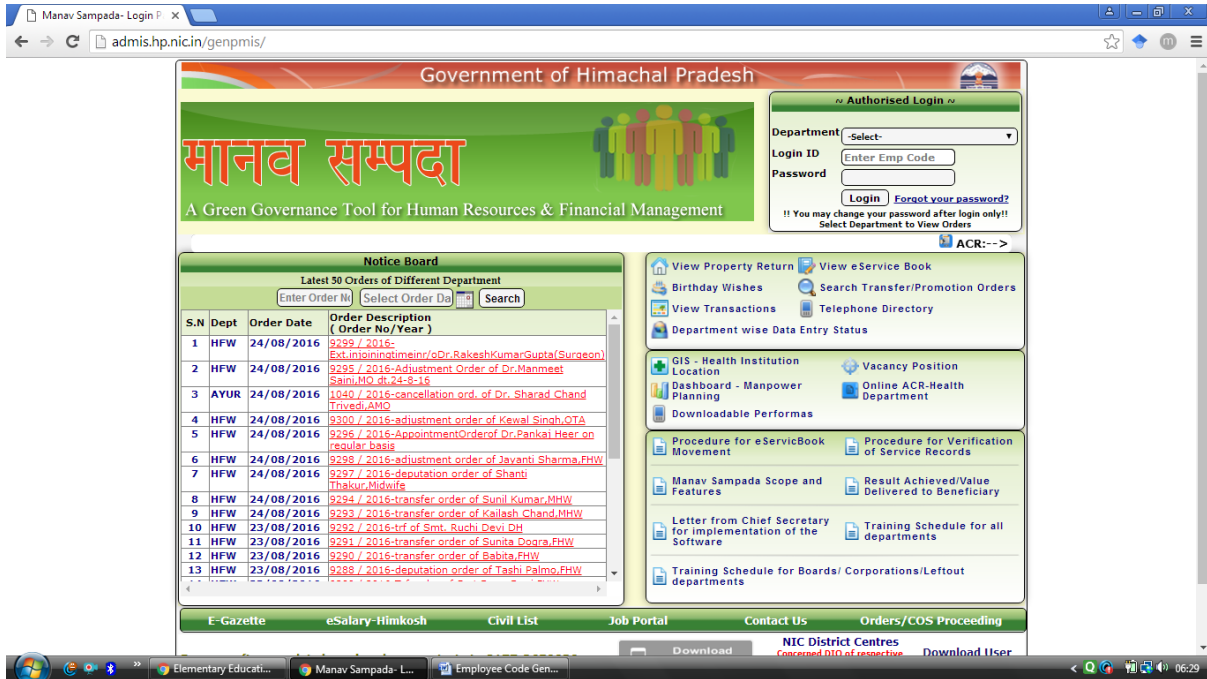 Manav Sampada- Login P
admis.hp.nic.in/genpmis/
Government of Himachal Pradesh
मानव सम्पदा
A Green Governance Tool for Human Resources & Financial Management
~ Authorised Login ~
Department -Select-
Login ID Enter Emp Code
Password
Login Forgot your password?
!! You may change your password after login only!!
Select Department to View Orders
ACR:-->
Notice Board
Latest 50 Orders of Different Department
Enter Order No Select Order Da Search
S.N Dept Order Date Order Description
( Order No/Year )
1 HFW 24/08/2016 9299 / 2016-
Ext.injoiningtimeinr/oDr.RakeshKumarGupta(Surgeon)
2 HFW 24/08/2016 9295 / 2016-Adjustment Order of Dr.Manmeet
Saini,MO dt.24-8-16
3 AYUR 24/08/2016 1040 / 2016-cancellation ord. of Dr. Sharad Chand
Trivedi,AMO
4 HFW 24/08/2016 9300 / 2016-adjustment order of Kewal Singh,OTA
5 HFW 24/08/2016 9296 / 2016-AppointmentOrderof Dr.Pankaj Heer on
regular basis
6 HFW 24/08/2016 9298 / 2016-adjustment order of Jayanti Sharma,FHW
7 HFW 24/08/2016 9297 / 2016-deputation order of Shanti
Thakur,Midwife
8 HFW 24/08/2016 9294 / 2016-transfer order of Sunil Kumar,MHW
9 HFW 24/08/2016 9293 / 2016-transfer order of Kailash Chand,MHW
10 HFW 23/08/2016 9292 / 2016-trf of Smt. Ruchi Devi DH
11 HFW 23/08/2016 9291 / 2016-transfer order of Sunita Dogra,FHW
12 HFW 23/08/2016 9290 / 2016-transfer order of Babita,FHW
13 HFW 23/08/2016 9288 / 2016-deputation order of Tashi Palmo,FHW
View Property Return View eService Book
Birthday Wishes Search Transfer/Promotion Orders
View Transactions Telephone Directory
Department wise Data Entry Status
GIS - Health Institution
Location
Vacancy Position
Dashboard - Manpower
Planning
Online ACR-Health
Department
Downloadable Performas
Procedure for eServicBook
Movement
Procedure for Verification
of Service Records
Manav Sampada Scope and
Features
Result Achieved/Value
Delivered to Beneficiary
Letter from Chief Secretary
for implementation of the
Software
Training Schedule for all
departments
Training Schedule for Boards/ Corporations/Leftout
departments
E-Gazette eSalary-Himkosh Civil List Job Portal Contact Us Orders/COS Proceeding
NIC District Centres
Download
Concerned DIO of respective
Download User
Elementary Educati... Manav Sampada- L... Employee Code Gen...
06:29